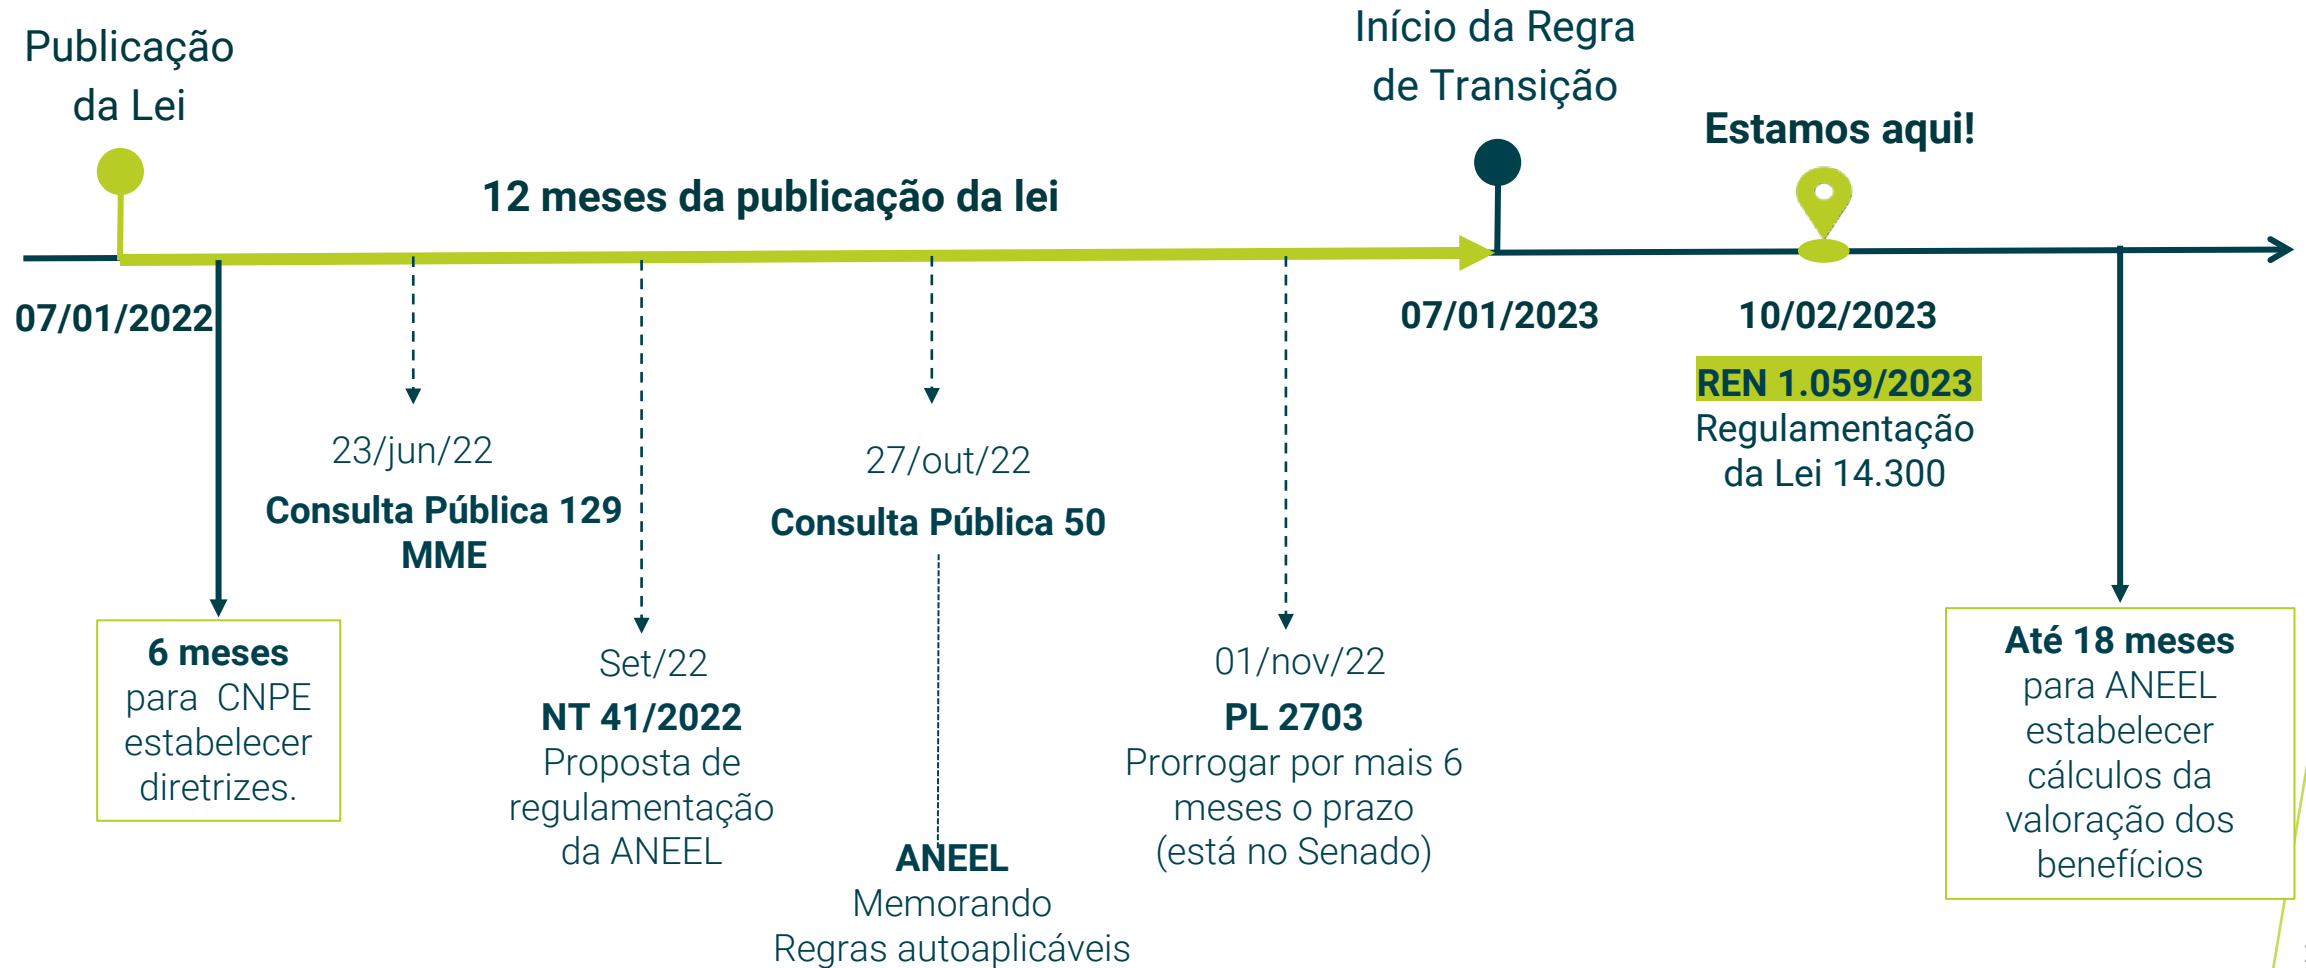 Publicação
da Lei
Início da Regra
de Transição
Estamos aqui!
12 meses da publicação da lei
07/01/2022
07/01/2023
10/02/2023
REN 1.059/2023
Regulamentação
da Lei 14.300
23/jun/22
Consulta Pública 129
MME
27/out/22
Consulta Pública 50
6 meses
para CNPE
estabelecer
diretrizes.
Set/22
NT 41/2022
Proposta de
regulamentação
da ANEEL
ANEEL
Memorando
Regras autoaplicáveis
01/nov/22
PL 2703
Prorrogar por mais 6
meses o prazo
(está no Senado)
Até 18 meses
para ANEEL
estabelecer
cálculos da
valoração dos
benefícios